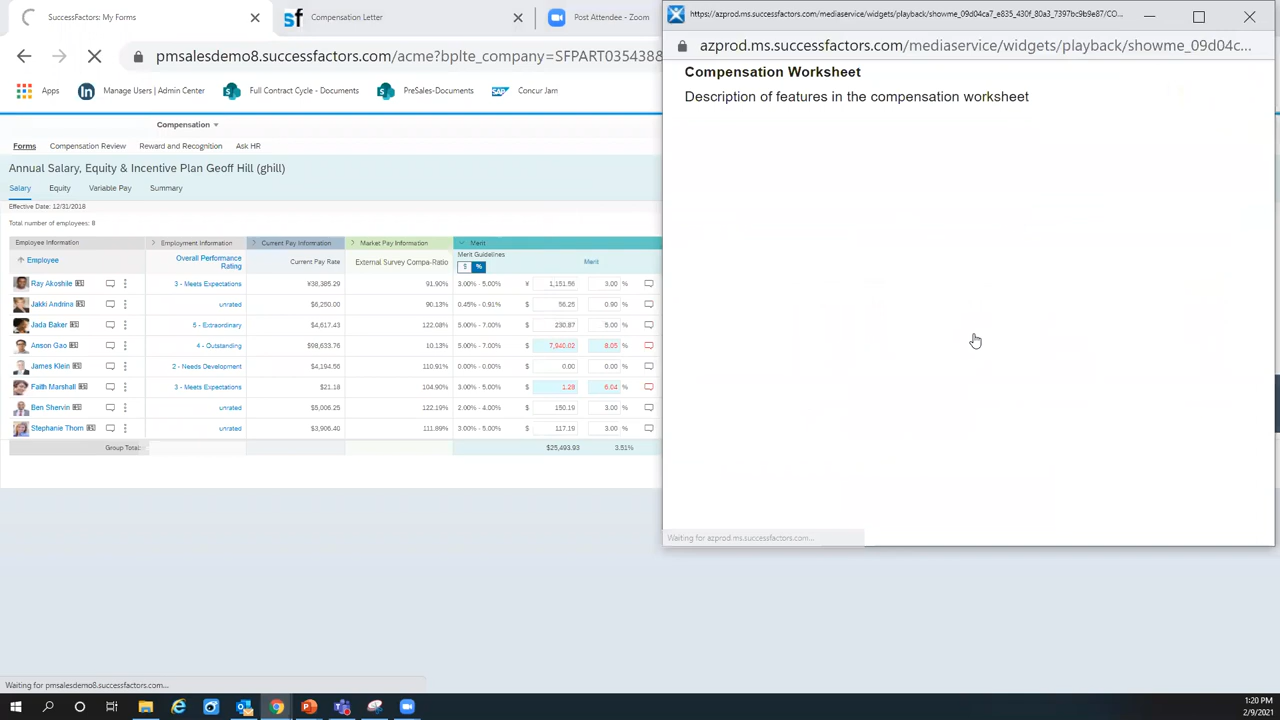 SuccessFactors: My Forms
Compensation Letter
Post Attendee - Zoom
https://azprod.ms.successfactors.com/mediaservice/widgets/playback/showme_09d04ca7_e835_430f_80a3_7397bc9b9e87/CO...
pmsalesdemo8.successfactors.com/acme?bplte_company=SFPART035438&
azprod.ms.successfactors.com/mediaservice/widgets/playback/showme_09d04c...
Apps
Manage Users | Admin Center
Full Contract Cycle - Documents
PreSales-Documents
Concur Jam
Compensation Worksheet
Description of features in the compensation worksheet
Compensation
Forms Compensation Review Reward and Recognition Ask HR
Annual Salary, Equity & Incentive Plan Geoff Hill (ghill)
Salary Equity Variable Pay Summary
Effective Date: 12/31/2018
Total number of employees: 8
Employee Information Employment Information Current Pay Information Market Pay Information Merit
Employee Overall Performance Rating Current Pay Rate External Survey Compa-Ratio Merit Guidelines $ % Merit
Ray Akoshile 3 - Meets Expectations ¥38,385.29 91.90% 3.00% - 5.00% ¥ 1,151.56 3.00 %
Jakki Andrina unrated $6,250.00 90.13% 0.45% - 0.91% $ 56.25 0.90 %
Jada Baker 5 - Extraordinary $4,617.43 122.08% 5.00% - 7.00% $ 230.87 5.00 %
Anson Gao 4 - Outstanding $98,633.76 10.13% 5.00% - 7.00% $ 7,940.02 8.05 %
James Klein 2 - Needs Development $4,194.56 110.91% 0.00% - 0.00% $ 0.00 0.00 %
Faith Marshall 3 - Meets Expectations $21.18 104.90% 3.00% - 5.00% $ 1.28 6.04 %
Ben Shervin unrated $5,006.25 122.19% 2.00% - 4.00% $ 150.19 3.00 %
Stephanie Thorn unrated $3,906.40 111.89% 3.00% - 5.00% $ 117.19 3.00 %
Group Total: $25,493.93 3.51%
Waiting for azprod.ms.successfactors.com...
Waiting for pmsalesdemo8.successfactors.com...
1:20 PM
2/9/2021